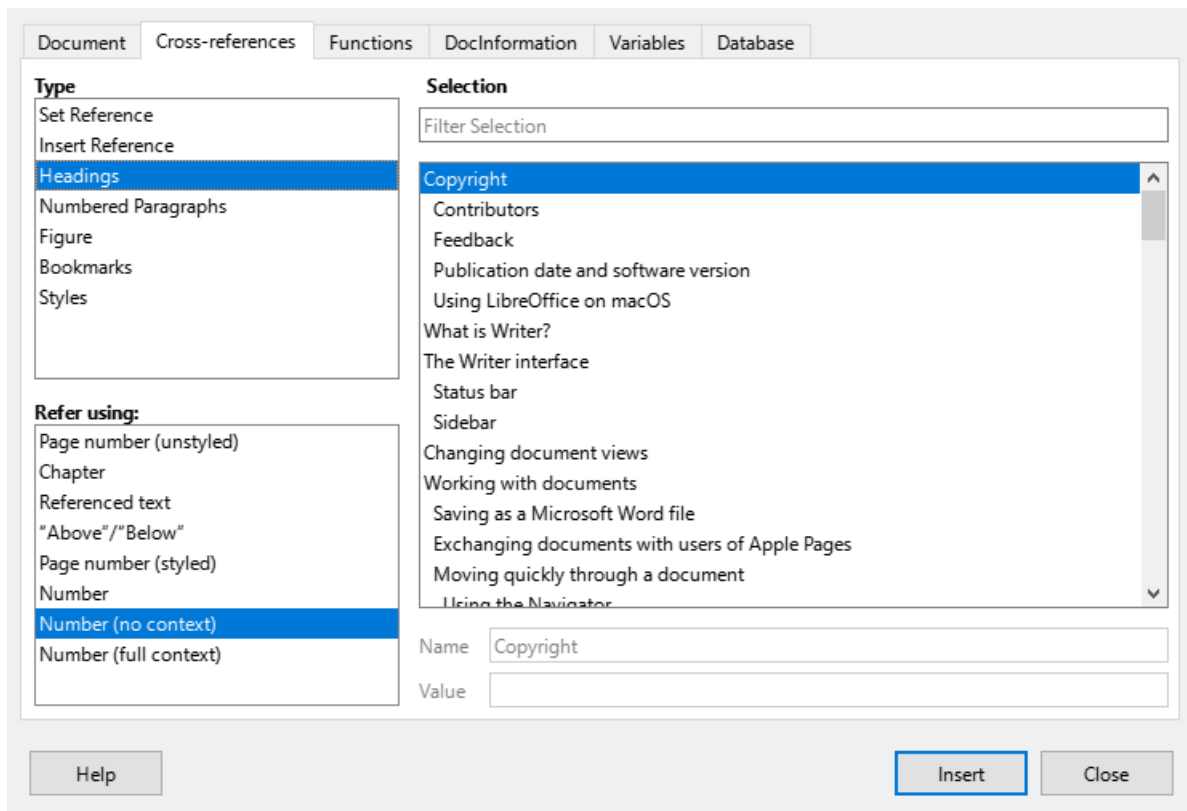 Document Cross-references Functions DocInformation Variables Database
Type
Set Reference
Insert Reference
Headings
Numbered Paragraphs
Figure
Bookmarks
Styles
Refer using:
Page number (unstyled)
Chapter
Referenced text
“Above”/“Below”
Page number (styled)
Number
Number (no context)
Number (full context)
Selection
Filter Selection
Copyright
Contributors
Feedback
Publication date and software version
Using LibreOffice on macOS
What is Writer?
The Writer interface
Status bar
Sidebar
Changing document views
Working with documents
Saving as a Microsoft Word file
Exchanging documents with users of Apple Pages
Moving quickly through a document
Using the Navigator
Name Copyright
Value
Help Insert Close